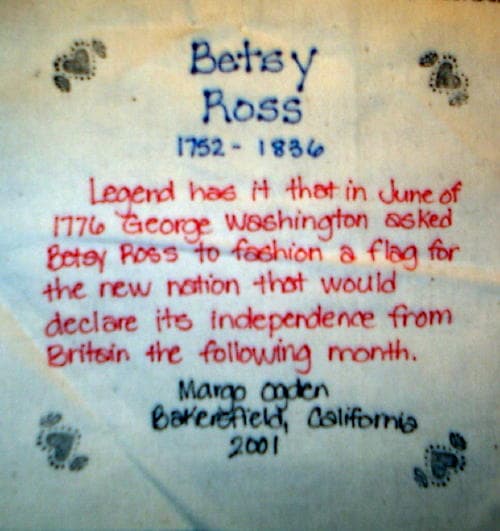 Betsy
Ross
1752 - 1836
Legend has it that in June of
1776 George Washington asked
Betsy Ross to fashion a flag for
the new nation that would
declare its independence from
Britain the following month.
Margo Ogden
Bakersfield, California
2001